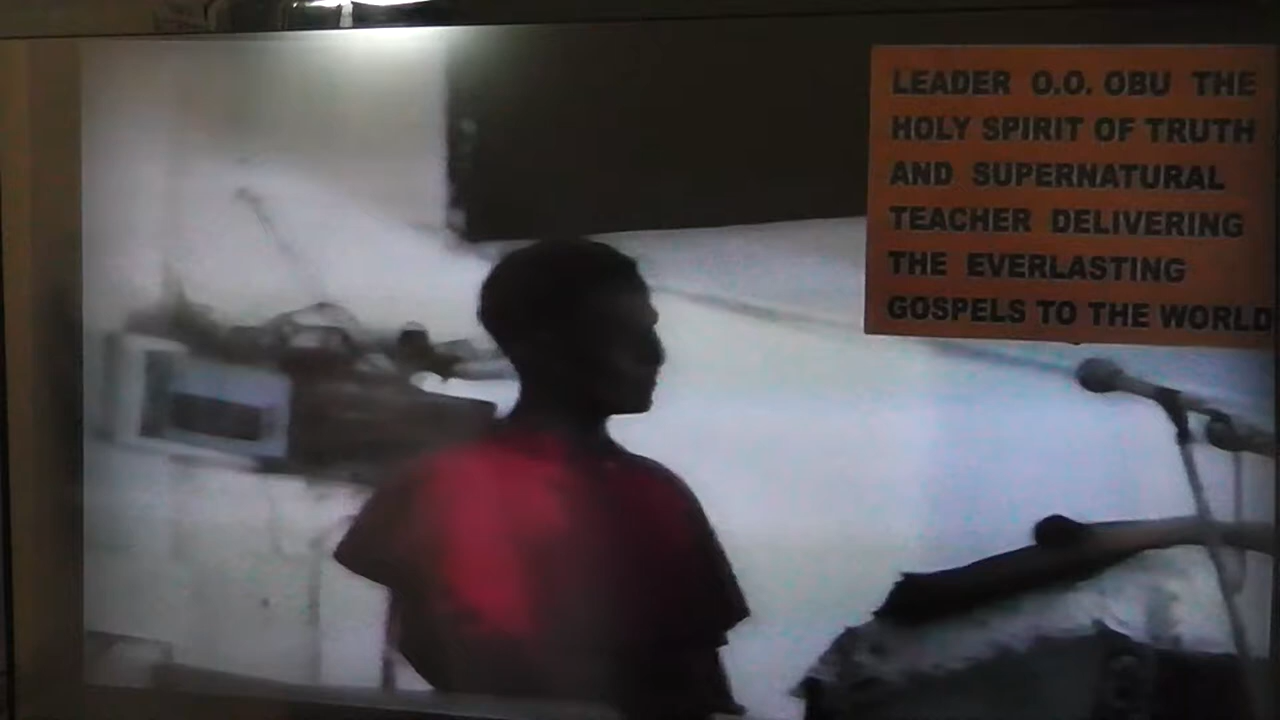 LEADER O.O. OBU THE
HOLY SPIRIT OF TRUTH
AND SUPERNATURAL
TEACHER DELIVERING
THE EVERLASTING
GOSPELS TO THE WORLD